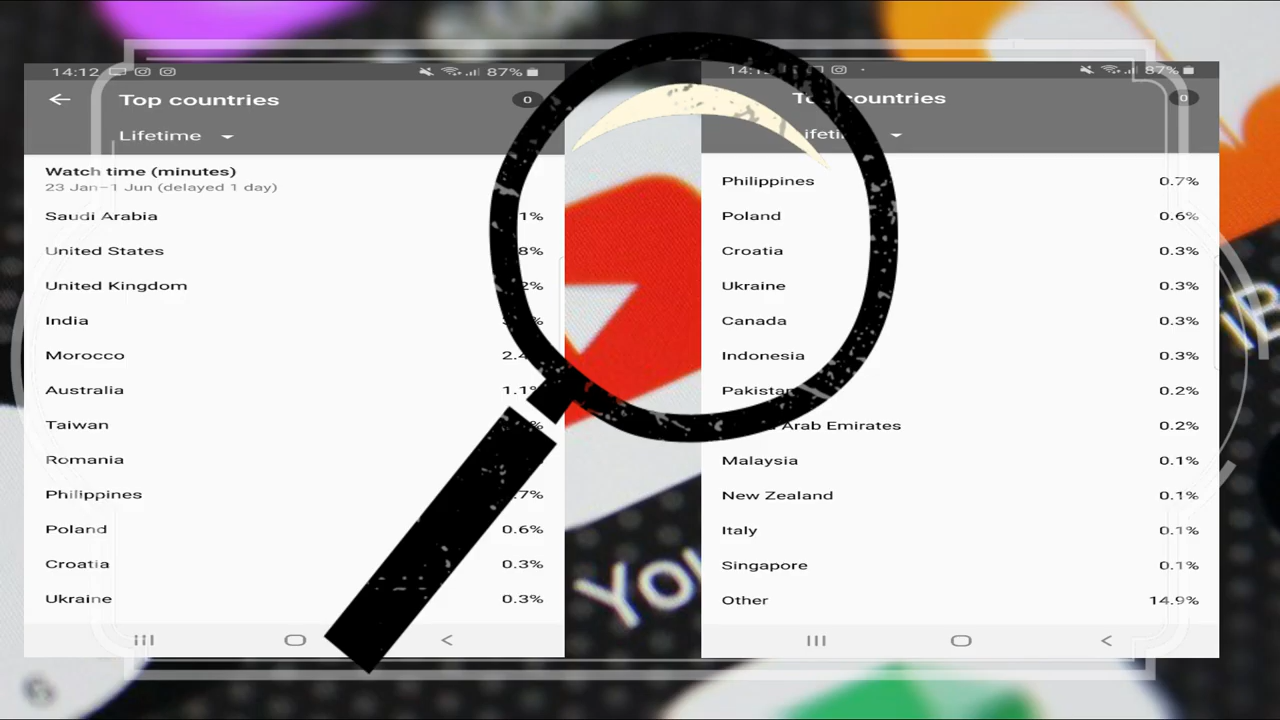 14:12
87%
Top countries
0
Lifetime
Watch time (minutes)
23 Jan–1 Jun (delayed 1 day)
Saudi Arabia
United States
United Kingdom
India
Morocco
Australia 1.1%
Taiwan
Romania
Philippines
Poland 0.6%
Croatia 0.3%
Ukraine 0.3%
87%
countries
0
Philippines 0.7%
Poland 0.6%
Croatia 0.3%
Ukraine 0.3%
Canada 0.3%
Indonesia 0.3%
Pakistan 0.2%
Arab Emirates 0.2%
Malaysia 0.1%
New Zealand 0.1%
Italy 0.1%
Singapore 0.1%
Other 14.9%
You
6